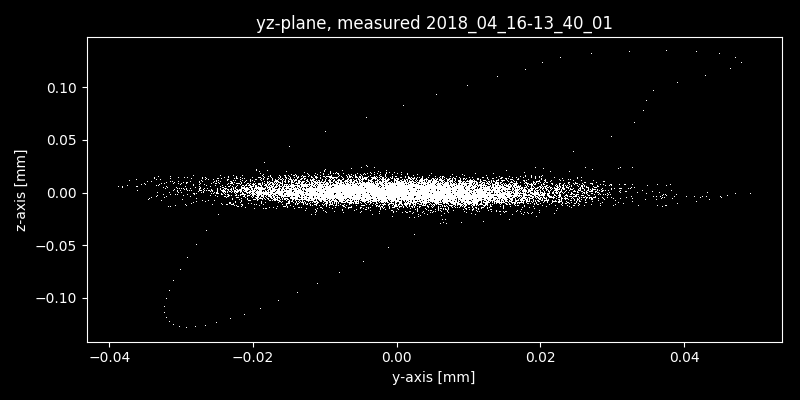 yz-plane, measured 2018_04_16-13_40_01
0.10
0.05
0.00
−0.05
−0.10
z-axis [mm]
−0.04 −0.02 0.00 0.02 0.04
y-axis [mm]